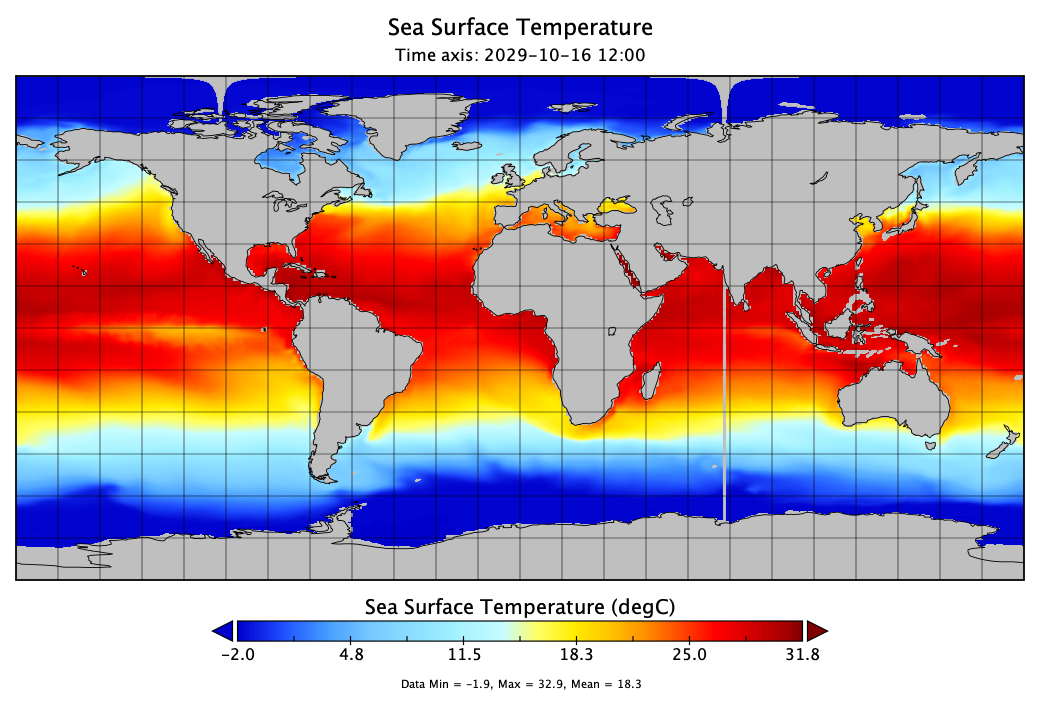 Sea Surface Temperature
Time axis: 2029-10-16 12:00
Sea Surface Temperature (degC)
-2.0 4.8 11.5 18.3 25.0 31.8
Data Min = -1.9, Max = 32.9, Mean = 18.3